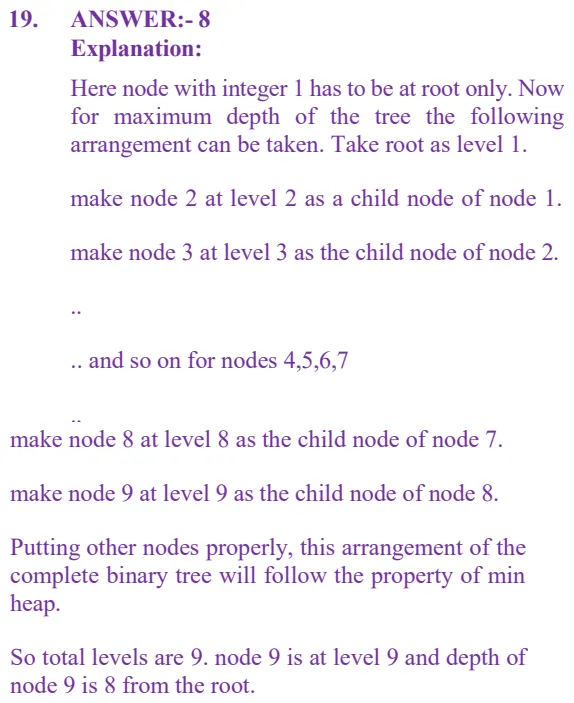 19. ANSWER:- 8
Explanation:
Here node with integer 1 has to be at root only. Now
for maximum depth of the tree the following
arrangement can be taken. Take root as level 1.
make node 2 at level 2 as a child node of node 1.
make node 3 at level 3 as the child node of node 2.
..
.. and so on for nodes 4,5,6,7
..
make node 8 at level 8 as the child node of node 7.
make node 9 at level 9 as the child node of node 8.
Putting other nodes properly, this arrangement of the
complete binary tree will follow the property of min
heap.
So total levels are 9. node 9 is at level 9 and depth of
node 9 is 8 from the root.